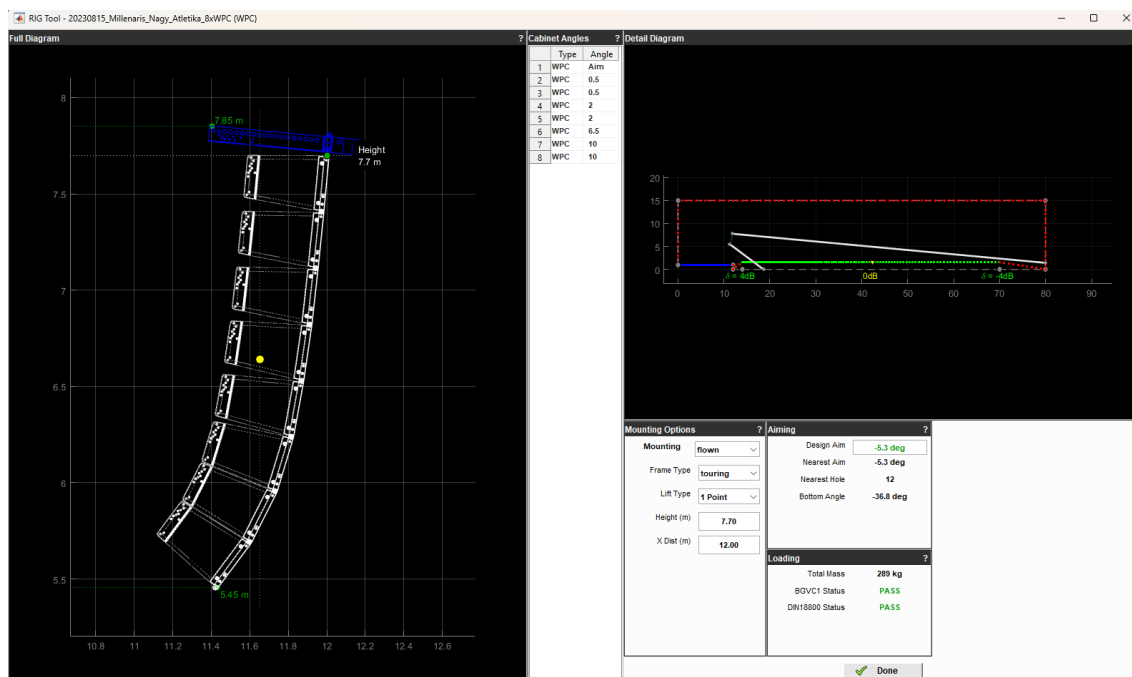 RIG Tool - 20230815_Millenaris_Nagy_Atletika_8xWPC (WPC)
Full Diagram ?
8
7.5
7
6.5
6
5.5
10.8 11 11.2 11.4 11.6 11.8 12 12.2 12.4 12.6
7.85 m
Height
7.7 m
5.45 m
Cabinet Angles ?
Type Angle
1 WPC Aim
2 WPC 0.5
3 WPC 0.5
4 WPC 2
5 WPC 2
6 WPC 6.5
7 WPC 10
8 WPC 10
Detail Diagram
20
15
10
5
0
δ = 4dB 0dB δ = -4dB
0 10 20 30 40 50 60 70 80 90
Mounting Options ?
Mounting flown
Frame Type touring
Lift Type 1 Point
Height (m) 7.70
X Dist (m) 12.00
Aiming ?
Design Aim -5.3 deg
Nearest Aim -5.3 deg
Nearest Hole 12
Bottom Angle -36.8 deg
Loading ?
Total Mass 289 kg
BGVC1 Status PASS
DIN18800 Status PASS
Done